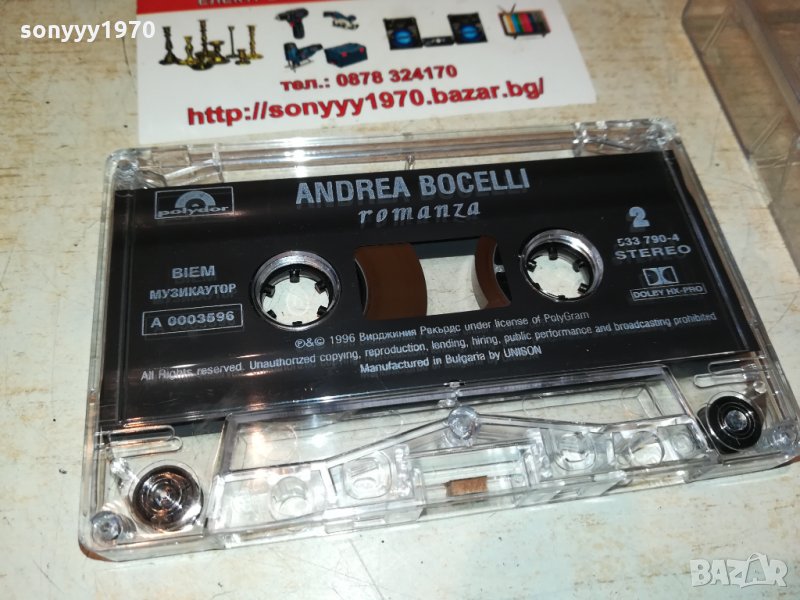 sonyyy1970
sonyyy1970
тел.: 0878 324170
http://sonyyy1970.bazar.bg/
polydor
ANDREA BOCELLI
romanza
2
533 790-4
STEREO
DOLBY HX-PRO
BIEM
МУЗИКАУТОР
A 0003596
℗&© 1996 Вирджиния Рекърдс under license of PolyGram
All Rights reserved. Unauthorized copying, reproduction, lending, hiring, public performance and broadcasting prohibited
Manufactured in Bulgaria by UNISON
BAZAR